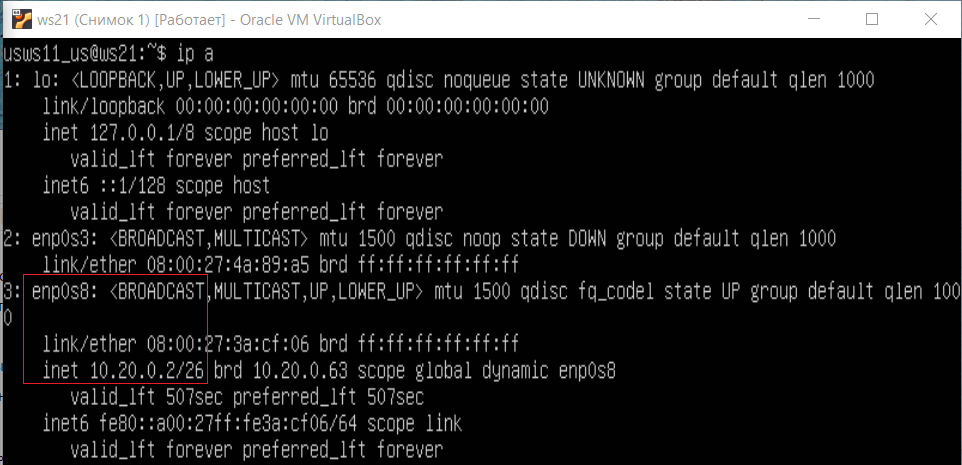 ws21 (Снимок 1) [Работает] - Oracle VM VirtualBox
usws11_us@ws21:~$ ip a
1: lo: <LOOPBACK,UP,LOWER_UP> mtu 65536 qdisc noqueue state UNKNOWN group default qlen 1000
link/loopback 00:00:00:00:00:00 brd 00:00:00:00:00:00
inet 127.0.0.1/8 scope host lo
valid_lft forever preferred_lft forever
inet6 ::1/128 scope host
valid_lft forever preferred_lft forever
2: enp0s3: <BROADCAST,MULTICAST> mtu 1500 qdisc noop state DOWN group default qlen 1000
link/ether 08:00:27:4a:89:a5 brd ff:ff:ff:ff:ff:ff
3: enp0s8: <BROADCAST,MULTICAST,UP,LOWER_UP> mtu 1500 qdisc fq_codel state UP group default qlen 100
0
link/ether 08:00:27:3a:cf:06 brd ff:ff:ff:ff:ff:ff
inet 10.20.0.2/26 brd 10.20.0.63 scope global dynamic enp0s8
valid_lft 507sec preferred_lft 507sec
inet6 fe80::a00:27ff:fe3a:cf06/64 scope link
valid_lft forever preferred_lft forever